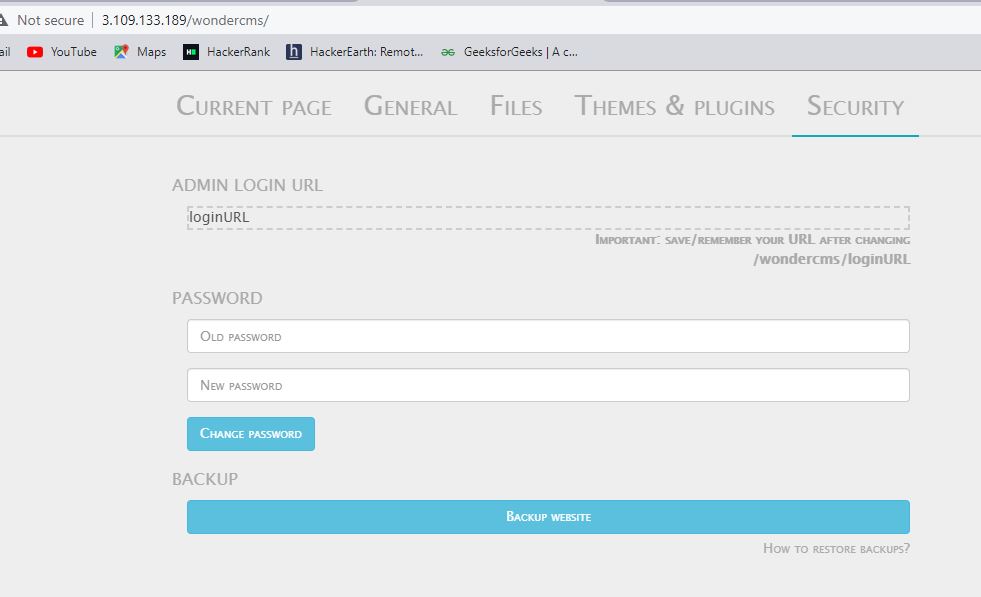 Not secure | 3.109.133.189/wondercms/
ail YouTube Maps HackerRank HackerEarth: Remot... GeeksforGeeks | A c...
Current page General Files Themes & plugins Security
ADMIN LOGIN URL
loginURL
Important: save/remember your URL after changing
/wondercms/loginURL
PASSWORD
Old password
New password
Change password
BACKUP
Backup website
How to restore backups?